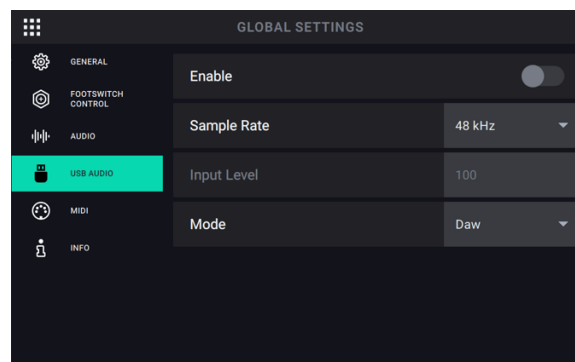 GLOBAL SETTINGS
GENERAL
FOOTSWITCH
CONTROL
AUDIO
USB AUDIO
MIDI
INFO
Enable
Sample Rate
48 kHz
Input Level
100
Mode
Daw